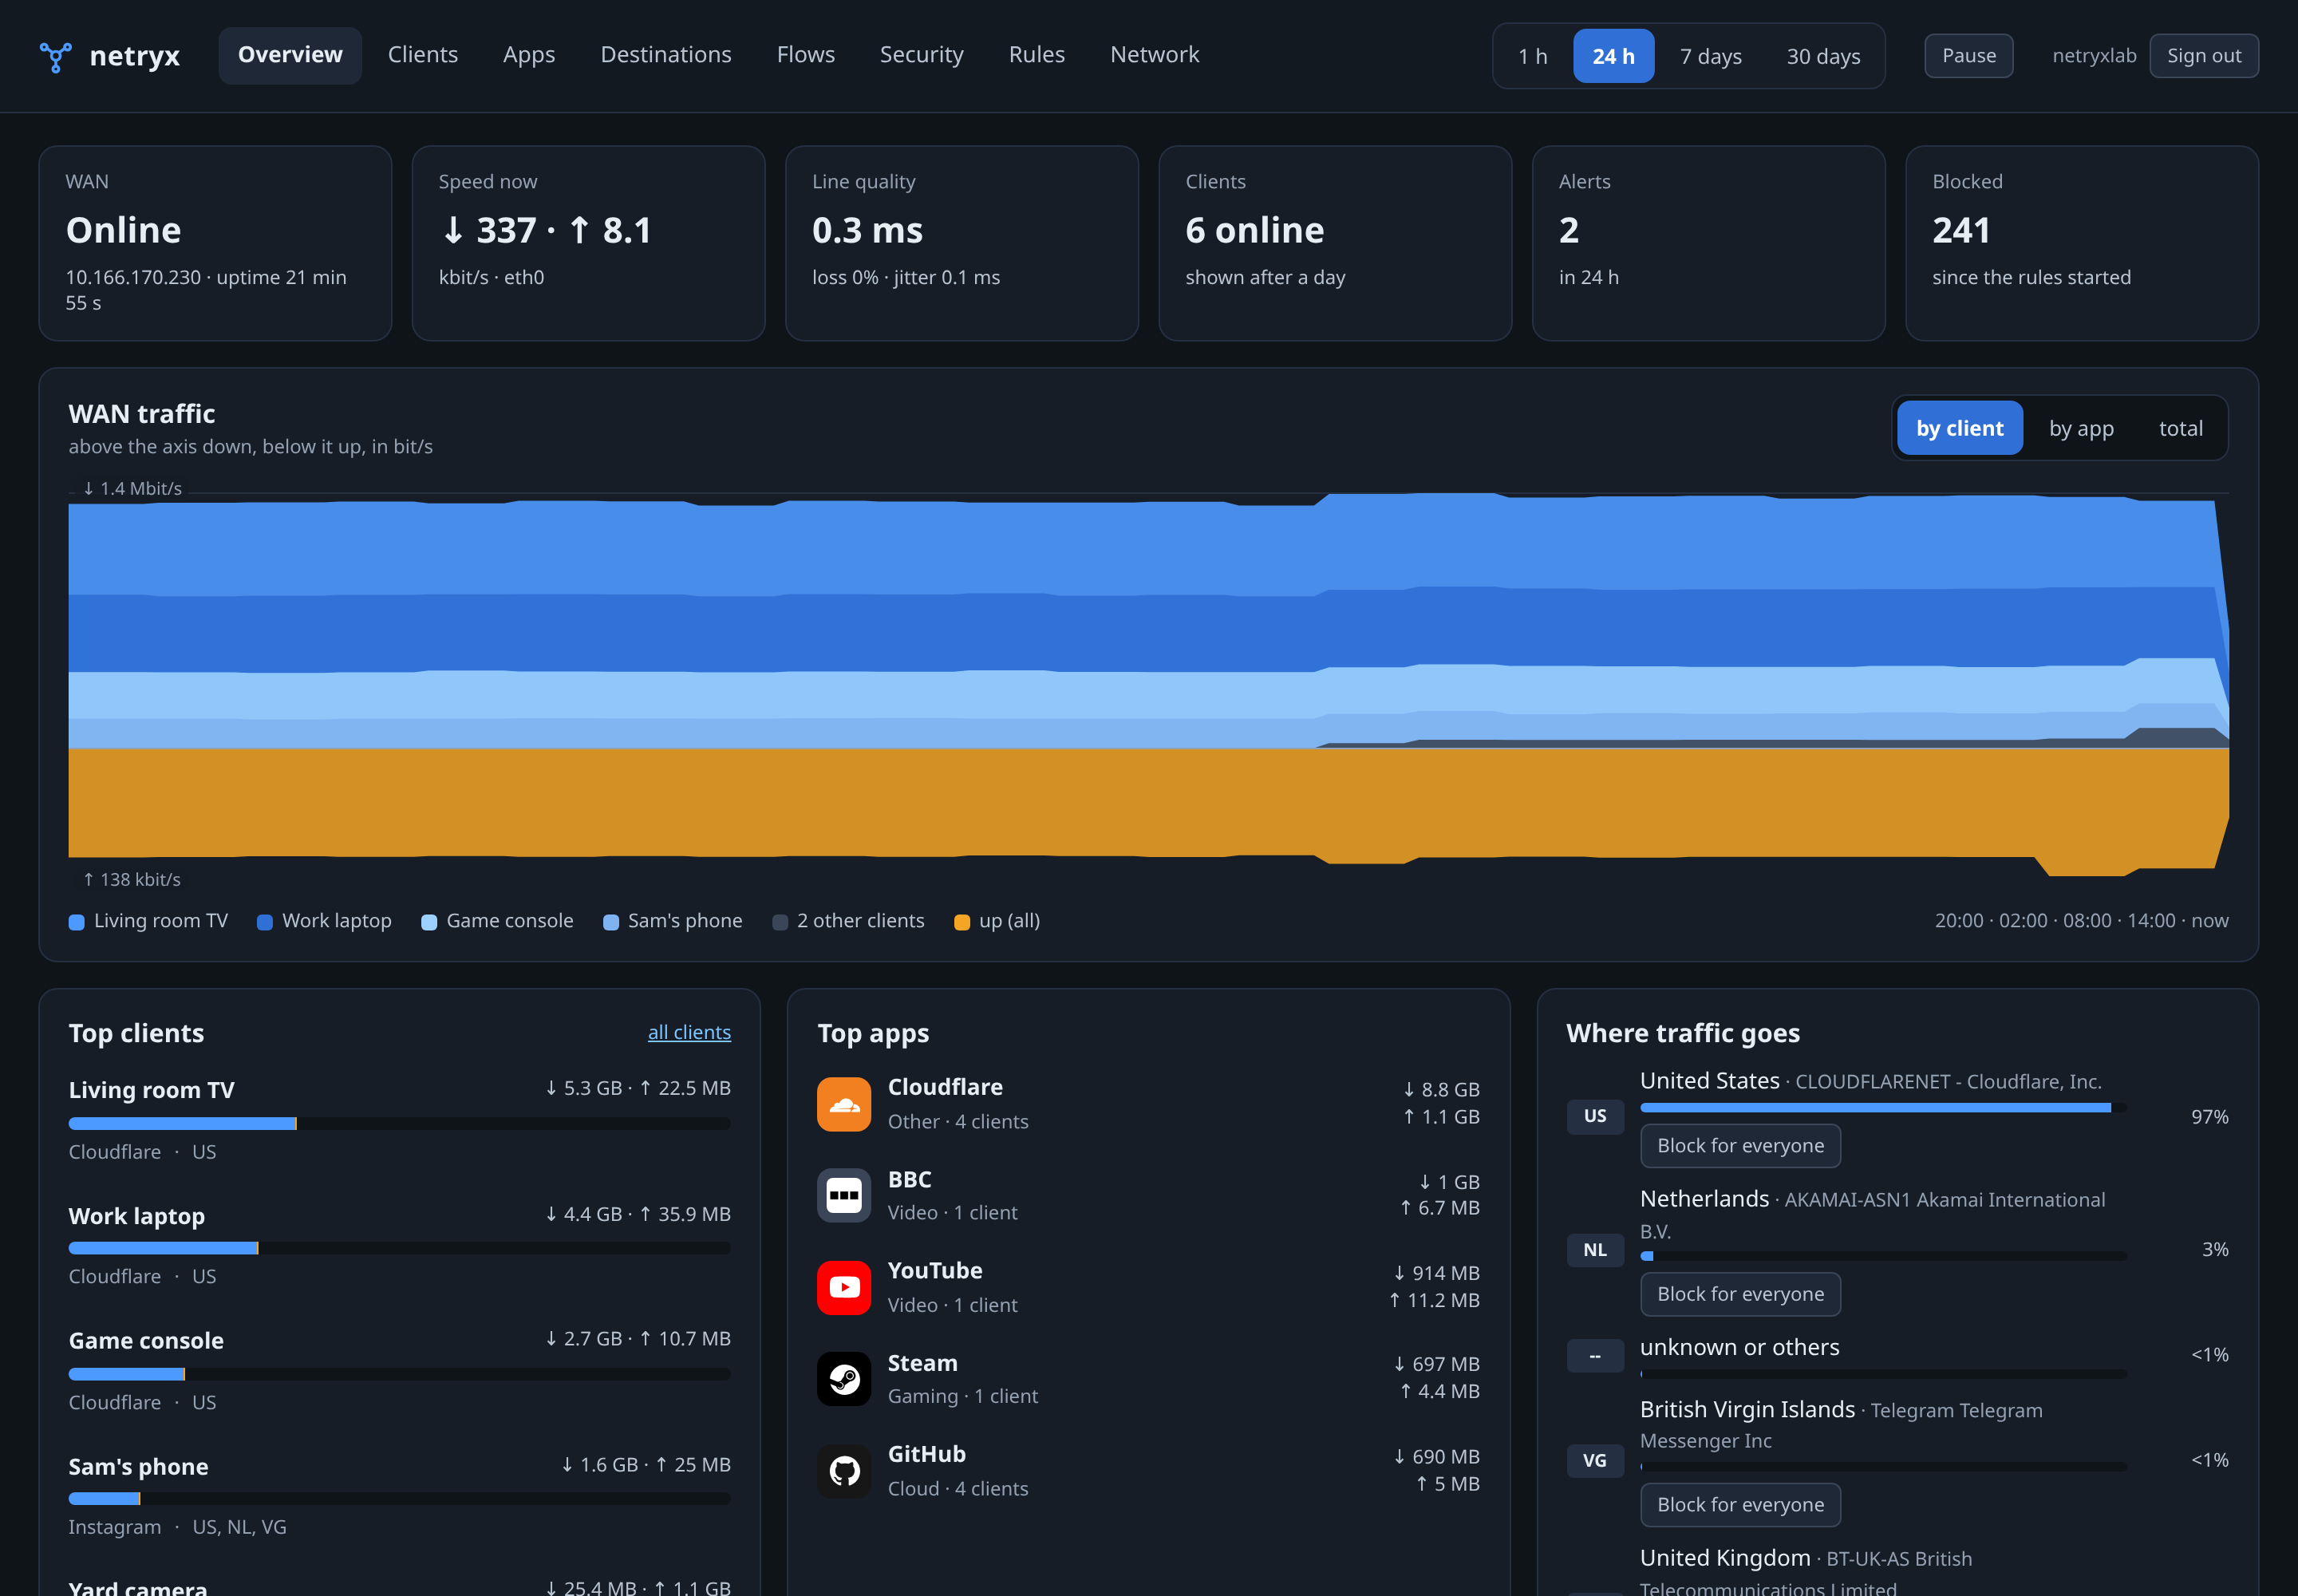 netryx
Overview
Clients
Apps
Destinations
Flows
Security
Rules
Network
1 h
24 h
7 days
30 days
Pause
netryxlab
Sign out
WAN
Online
10.166.170.230 · uptime 21 min
55 s
Speed now
↓ 337 · ↑ 8.1
kbit/s · eth0
Line quality
0.3 ms
loss 0% · jitter 0.1 ms
Clients
6 online
shown after a day
Alerts
2
in 24 h
Blocked
241
since the rules started
WAN traffic
above the axis down, below it up, in bit/s
by client
by app
total
↓ 1.4 Mbit/s
↑ 138 kbit/s
Living room TV
Work laptop
Game console
Sam's phone
2 other clients
up (all)
20:00 · 02:00 · 08:00 · 14:00 · now
Top clients
all clients
Living room TV
↓ 5.3 GB · ↑ 22.5 MB
Cloudflare · US
Work laptop
↓ 4.4 GB · ↑ 35.9 MB
Cloudflare · US
Game console
↓ 2.7 GB · ↑ 10.7 MB
Cloudflare · US
Sam's phone
↓ 1.6 GB · ↑ 25 MB
Instagram · US, NL, VG
Yard camera
↓ 25.4 MB · ↑ 1.1 GB
Top apps
Cloudflare
Other · 4 clients
↓ 8.8 GB
↑ 1.1 GB
BBC
Video · 1 client
↓ 1 GB
↑ 6.7 MB
YouTube
Video · 1 client
↓ 914 MB
↑ 11.2 MB
Steam
Gaming · 1 client
↓ 697 MB
↑ 4.4 MB
GitHub
Cloud · 4 clients
↓ 690 MB
↑ 5 MB
Where traffic goes
US
United States · CLOUDFLARENET - Cloudflare, Inc.
97%
Block for everyone
NL
Netherlands · AKAMAI-ASN1 Akamai International
B.V.
3%
Block for everyone
--
unknown or others
<1%
VG
British Virgin Islands · Telegram Telegram
Messenger Inc
<1%
Block for everyone
United Kingdom · BT-UK-AS British
Telecommunications Limited